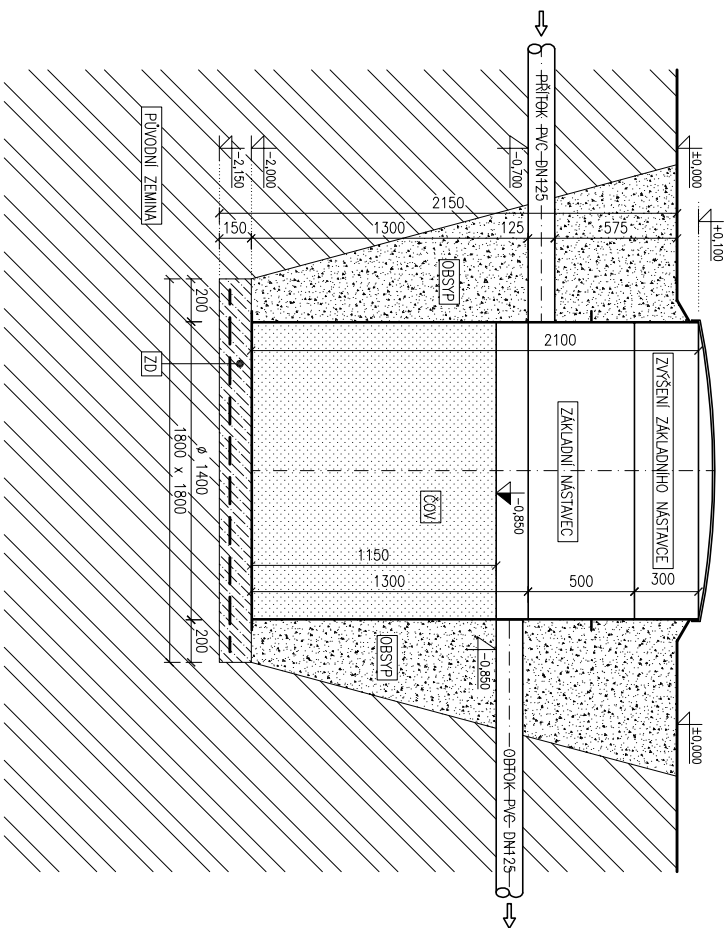 ±0,000
+0,100
±0,000
PŘÍTOK PVC DN125
-0,700
-2,000
-2,150
PŮVODNÍ ZEMINA
2150
575
125
1300
150
OBSYP
2100
ZVÝŠENÍ ZÁKLADNÍHO NÁSTAVCE
ZÁKLADNÍ NÁSTAVEC
-0,850
ČOV
300
500
1300
1150
OBSYP
-0,850
ODTOK PVC DN125
200
ø 1400
200
1800 x 1800
ZD